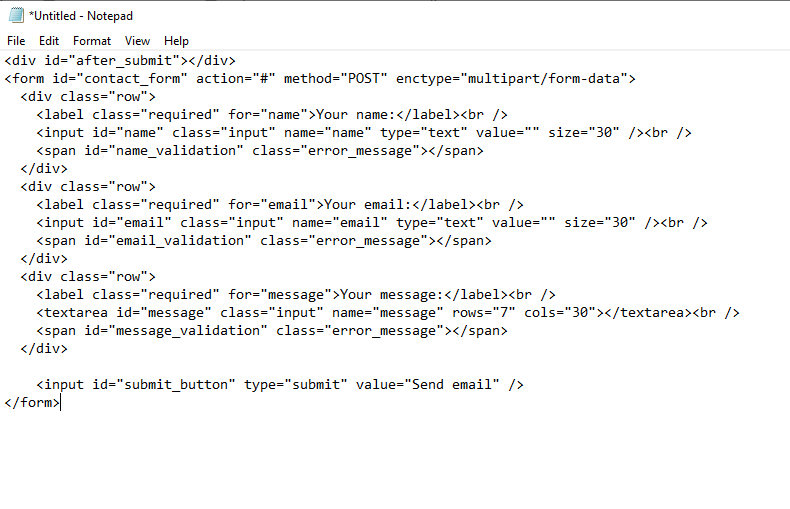 *Untitled - Notepad
File Edit Format View Help
<div id="after_submit"></div>
<form id="contact_form" action="#" method="POST" enctype="multipart/form-data">
  <div class="row">
    <label class="required" for="name">Your name:</label><br />
    <input id="name" class="input" name="name" type="text" value="" size="30" /><br />
    <span id="name_validation" class="error_message"></span>
  </div>
  <div class="row">
    <label class="required" for="email">Your email:</label><br />
    <input id="email" class="input" name="email" type="text" value="" size="30" /><br />
    <span id="email_validation" class="error_message"></span>
  </div>
  <div class="row">
    <label class="required" for="message">Your message:</label><br />
    <textarea id="message" class="input" name="message" rows="7" cols="30"></textarea><br />
    <span id="message_validation" class="error_message"></span>
  </div>

    <input id="submit_button" type="submit" value="Send email" />
</form>